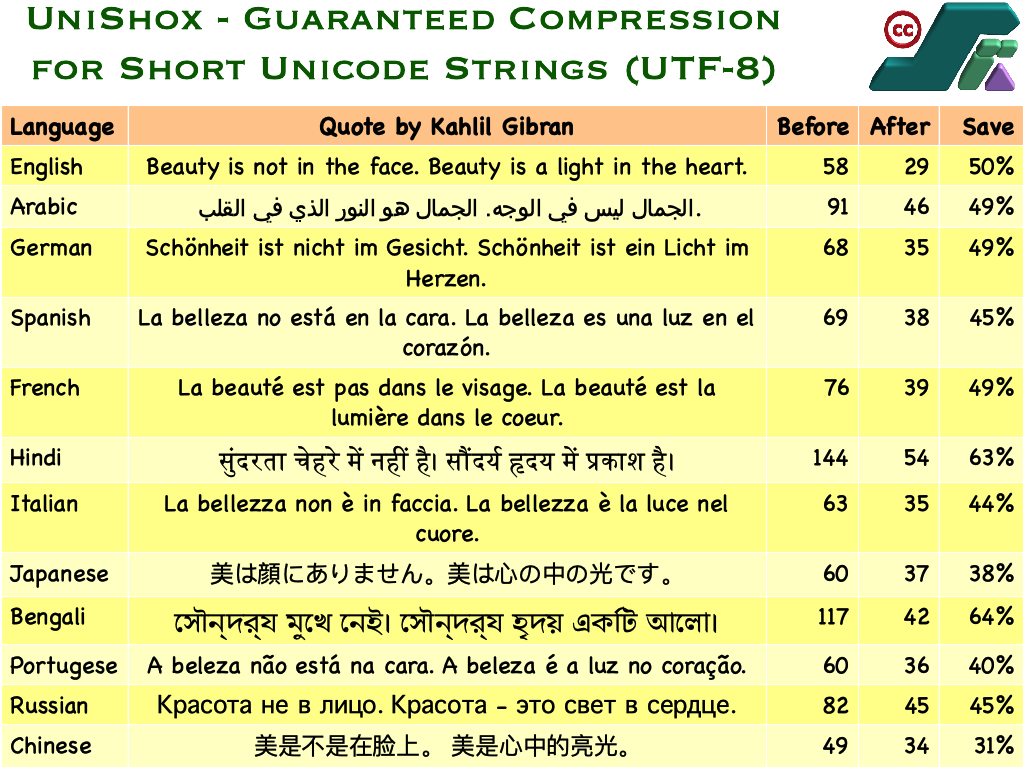 UniShox - Guaranteed Compression
for Short Unicode Strings (UTF-8)
cc
Language Quote by Kahlil Gibran Before After Save
English Beauty is not in the face. Beauty is a light in the heart. 58 29 50%
Arabic الجمال ليس في الوجه. الجمال هو النور الذي في القلب. 91 46 49%
German Schönheit ist nicht im Gesicht. Schönheit ist ein Licht im 68 35 49%
Herzen.
Spanish La belleza no está en la cara. La belleza es una luz en el 69 38 45%
corazón.
French La beauté est pas dans le visage. La beauté est la 76 39 49%
lumière dans le coeur.
Hindi सुंदरता चेहरे में नहीं है। सौंदर्य हृदय में प्रकाश है। 144 54 63%
Italian La bellezza non è in faccia. La bellezza è la luce nel 63 35 44%
cuore.
Japanese 美は顔にありません。美は心の中の光です。 60 37 38%
Bengali সৌন্দর্য মুখে নেই। সৌন্দর্য হৃদয় একটি আলো। 117 42 64%
Portugese A beleza não está na cara. A beleza é a luz no coração. 60 36 40%
Russian Красота не в лицо. Красота - это свет в сердце. 82 45 45%
Chinese 美是不是在脸上。 美是心中的亮光。 49 34 31%